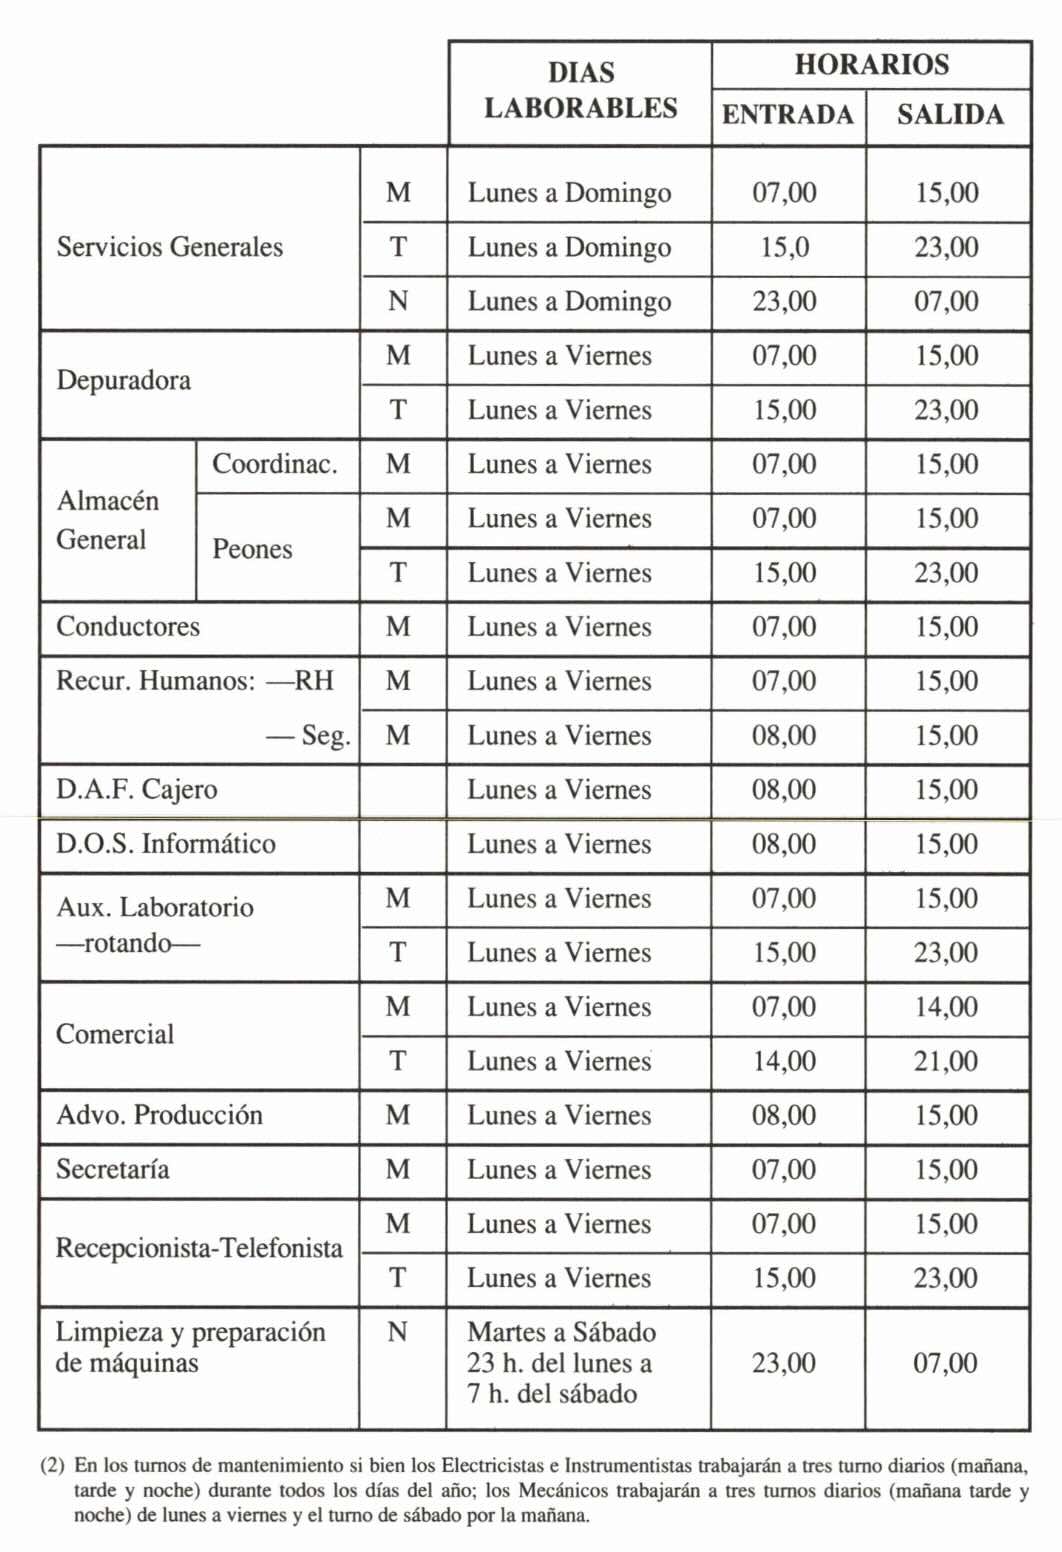 DIAS
LABORABLES
HORARIOS
ENTRADA SALIDA
Servicios Generales
M Lunes a Domingo 07,00 15,00
T Lunes a Domingo 15,0 23,00
N Lunes a Domingo 23,00 07,00
Depuradora
M Lunes a Viernes 07,00 15,00
T Lunes a Viernes 15,00 23,00
Almacén
General
Coordinac. M Lunes a Viernes 07,00 15,00
Peones
M Lunes a Viernes 07,00 15,00
T Lunes a Viernes 15,00 23,00
Conductores M Lunes a Viernes 07,00 15,00
Recur. Humanos: —RH M Lunes a Viernes 07,00 15,00
— Seg. M Lunes a Viernes 08,00 15,00
D.A.F. Cajero Lunes a Viernes 08,00 15,00
D.O.S. Informático Lunes a Viernes 08,00 15,00
Aux. Laboratorio
—rotando—
M Lunes a Viernes 07,00 15,00
T Lunes a Viernes 15,00 23,00
Comercial
M Lunes a Viernes 07,00 14,00
T Lunes a Viernes 14,00 21,00
Advo. Producción M Lunes a Viernes 08,00 15,00
Secretaría M Lunes a Viernes 07,00 15,00
Recepcionista-Telefonista
M Lunes a Viernes 07,00 15,00
T Lunes a Viernes 15,00 23,00
Limpieza y preparación
de máquinas
N
Martes a Sábado
23 h. del lunes a
7 h. del sábado
23,00 07,00
(2) En los turnos de mantenimiento si bien los Electricistas e Instrumentistas trabajarán a tres turno diarios (mañana,
tarde y noche) durante todos los días del año; los Mecánicos trabajarán a tres turnos diarios (mañana tarde y
noche) de lunes a viernes y el turno de sábado por la mañana.